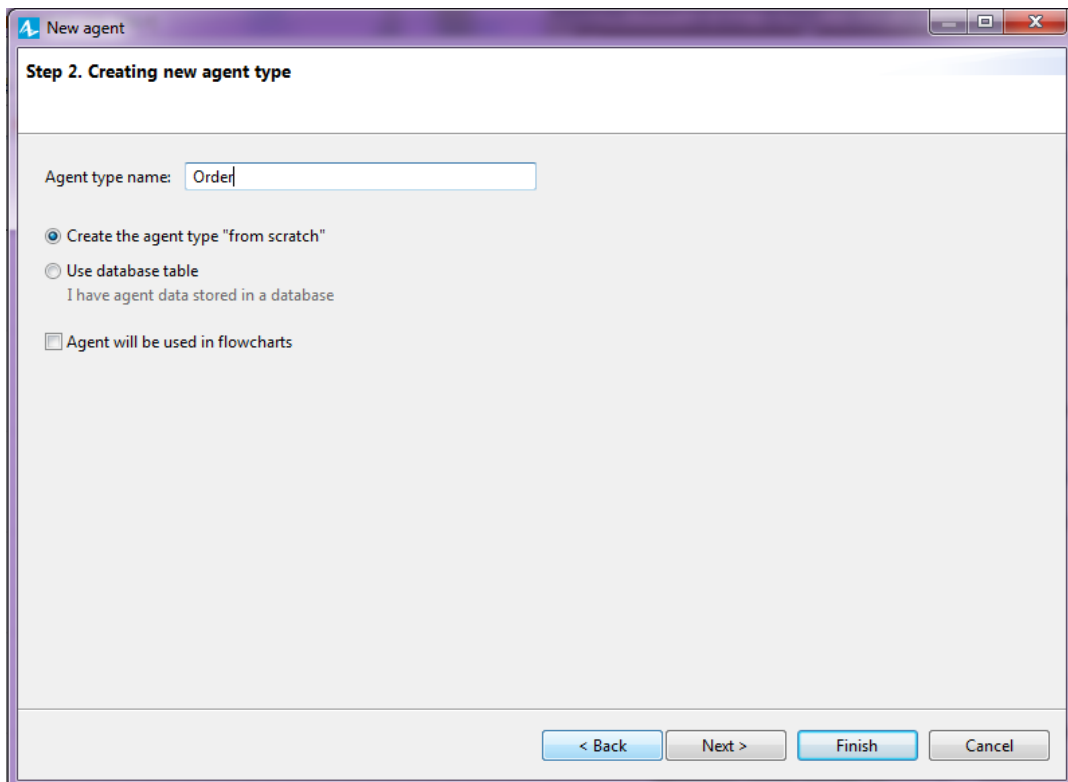 New agent
Step 2. Creating new agent type
Agent type name: Order
Create the agent type "from scratch"
Use database table
I have agent data stored in a database
Agent will be used in flowcharts
< Back Next > Finish Cancel